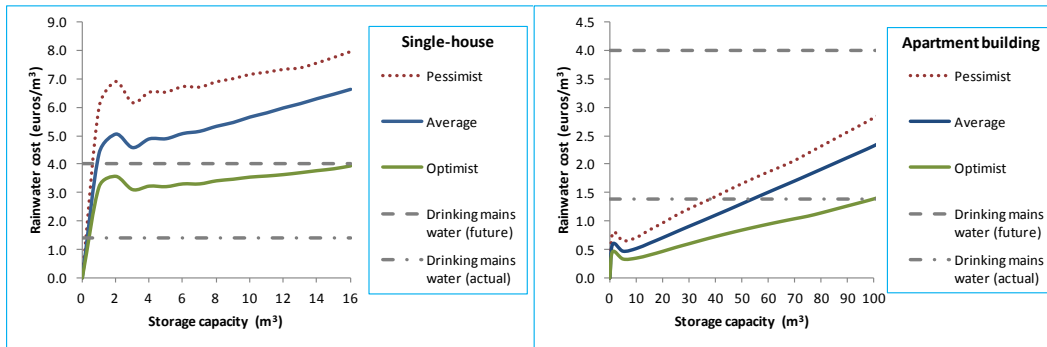 Rainwater cost (euros/m³)
9.0
8.0
7.0
6.0
5.0
4.0
3.0
2.0
1.0
0.0
0 2 4 6 8 10 12 14 16
Storage capacity (m³)
Single-house
Pessimist
Average
Optimist
Drinking mains
water (future)
Drinking mains
water (actual)
Rainwater cost (euros/m³)
4.5
4.0
3.5
3.0
2.5
2.0
1.5
1.0
0.5
0.0
0 10 20 30 40 50 60 70 80 90 100
Storage capacity (m³)
Apartment building
Pessimist
Average
Optimist
Drinking mains
water (future)
Drinking mains
water (actual)